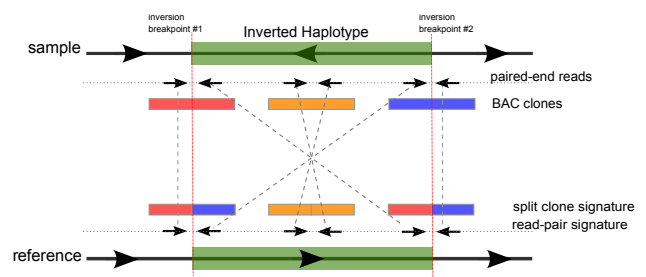 inversion
breakpoint #1
Inverted Haplotype
inversion
breakpoint #2
sample
paired-end reads
BAC clones
split clone signature
read-pair signature
reference